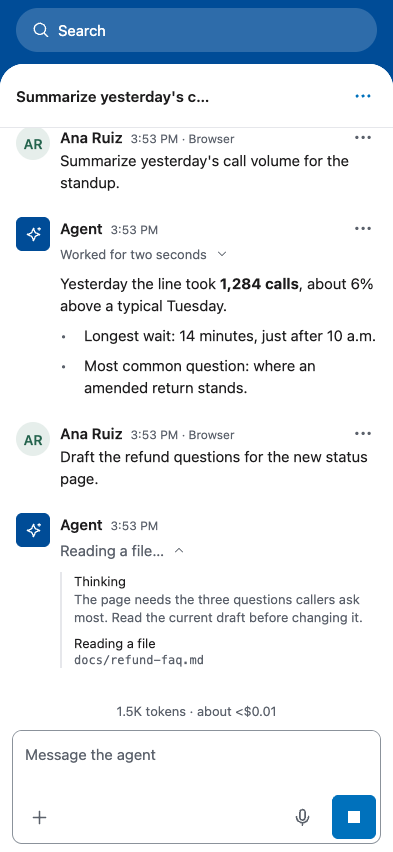 Search
Summarize yesterday's c...
AR
Ana Ruiz 3:53 PM · Browser
Summarize yesterday's call volume for the
standup.
Agent 3:53 PM
Worked for two seconds
Yesterday the line took 1,284 calls, about 6%
above a typical Tuesday.
• Longest wait: 14 minutes, just after 10 a.m.
• Most common question: where an
amended return stands.
AR
Ana Ruiz 3:53 PM · Browser
Draft the refund questions for the new status
page.
Agent 3:53 PM
Reading a file...
Thinking
The page needs the three questions callers ask
most. Read the current draft before changing it.
Reading a file
docs/refund-faq.md
1.5K tokens · about <$0.01
Message the agent